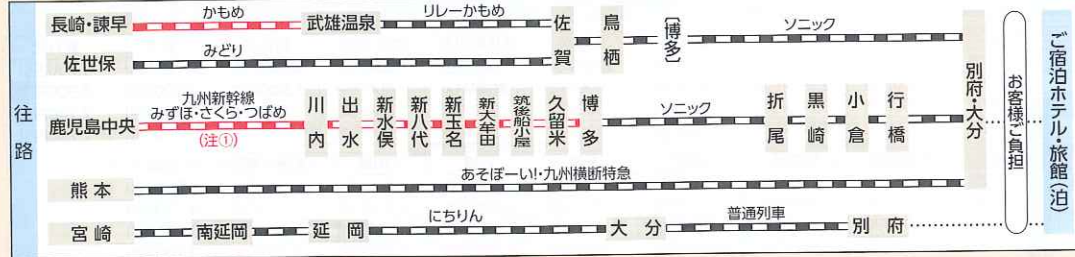 往路
長崎・諫早 かもめ 武雄温泉 リレーかもめ 佐賀 鳥栖 [博多] ソニック 別府・大分
佐世保 みどり
鹿児島中央 九州新幹線 みずほ・さくら・つばめ (注①) 川内 出水 新水俣 新八代 新玉名 新大牟田 筑後船小屋 久留米 博多 ソニック 折尾 黒崎 小倉 行橋
熊本 あそぼーい!・九州横断特急
宮崎 南延岡 延岡 にちりん 大分 普通列車 別府
お客様ご負担
ご宿泊ホテル・旅館(泊)